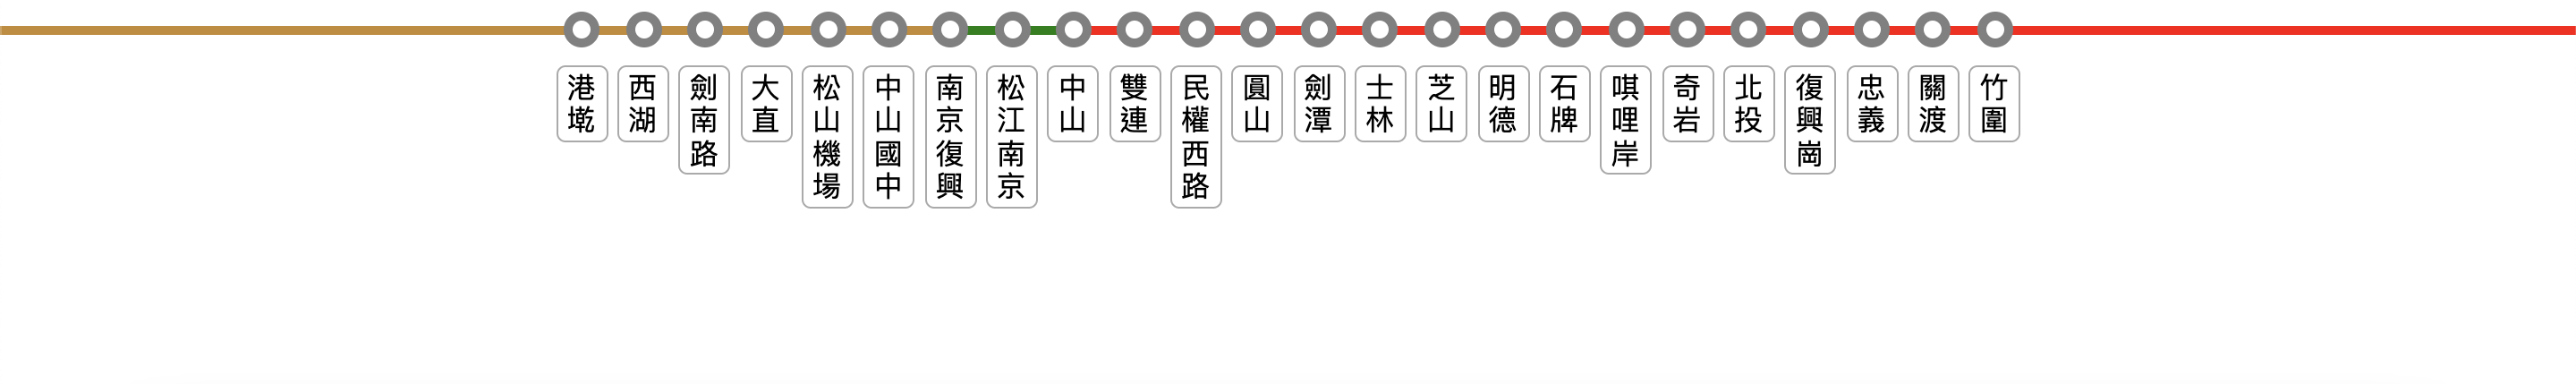 港墘
西湖
劍南路
大直
松山機場
中山國中
南京復興
松江南京
中山
雙連
民權西路
圓山
劍潭
士林
芝山
明德
石牌
唭哩岸
奇岩
北投
復興崗
忠義
關渡
竹圍